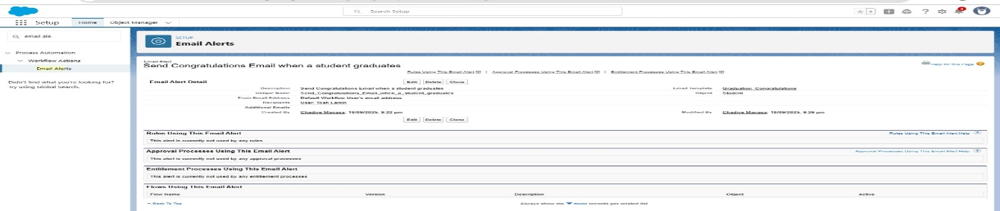 Search Setup
Setup Home Object Manager
email ale
Process Automation
Workflow Actions
Email Alerts
Didn't find what you're looking for?
Try using Global Search.
SETUP
Email Alerts
Email Alert
Send Congratulations Email when a student graduates
Help for this Page
Rules Using This Email Alert [0] | Approval Processes Using This Email Alert [0] | Entitlement Processes Using This Email Alert [0]
Email Alert Detail Edit Delete Clone
Description Send Congratulations Email when a student graduates Email Template Graduation_Congratulations
Unique Name Send_Congratulations_Email_when_a_student_graduates Object Student
From Email Address Default Workflow User's email address
Recipients User: Tosh Larkin
Additional Emails
Created By Chadive Manasa, 18/09/2025, 9:22 pm Modified By Chadive Manasa, 18/09/2025, 9:26 pm
Edit Delete Clone
Rules Using This Email Alert Rules Using This Email Alert Help
This alert is currently not used by any rules
Approval Processes Using This Email Alert Approval Processes Using This Email Alert Help
This alert is currently not used by any approval processes
Entitlement Processes Using This Email Alert
This alert is currently not used by any entitlement processes
Flows Using This Email Alert
Flow Name Version Description Object Active
^ Back To Top Always show me more records per related list